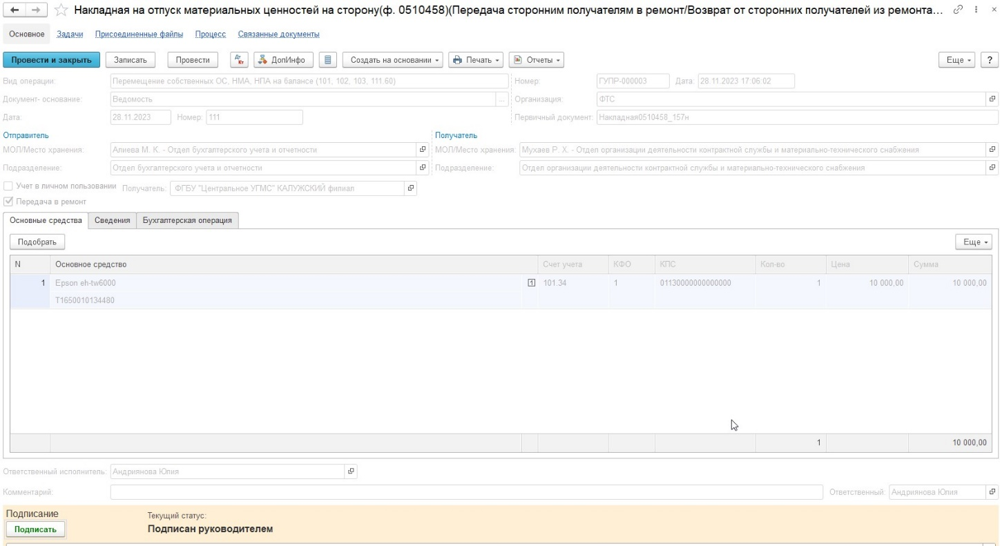 Накладная на отпуск материальных ценностей на сторону(ф. 0510458)(Передача сторонним получателям в ремонт/Возврат от сторонних получателей из ремонта...
Основное Задачи Присоединенные файлы Процесс Связанные документы
Провести и закрыть Записать Провести Дт Кт ДопИнфо Создать на основании Печать Отчеты Еще ?
Вид операции: Перемещение собственных ОС, НМА, НПА на балансе (101, 102, 103, 111.60) Номер: ГУПР-000003 Дата: 28.11.2023 17:06:02
Документ- основание: Ведомость ... Организация: ФТС
Дата: 28.11.2023 Номер: 111 Первичный документ: Накладная0510458_157н
Отправитель Получатель
МОЛ/Место хранения: Алиева М. К. - Отдел бухгалтерского учета и отчетности МОЛ/Место хранения: Мухаев Р. Х. - Отдел организации деятельности контрактной службы и материально-технического снабжения
Подразделение: Отдел бухгалтерского учета и отчетности Подразделение: Отдел организации деятельности контрактной службы и материально-технического снабжения
Учет в личном пользовании Получатель: ФГБУ "Центральное УГМС" КАЛУЖСКИЙ филиал
Передача в ремонт
Основные средства Сведения Бухгалтерская операция
Подобрать Еще
N Основное средство Счет учета КФО КПС Кол-во Цена Сумма
1 Epson eh-tw6000 1 101.34 1 01130000000000000 1 10 000,00 10 000,00
T1650010134480
1 10 000,00
Ответственный исполнитель: Андриянова Юлия
Комментарий: Ответственный: Андриянова Юлия
Подписание Текущий статус:
Подписать Подписан руководителем